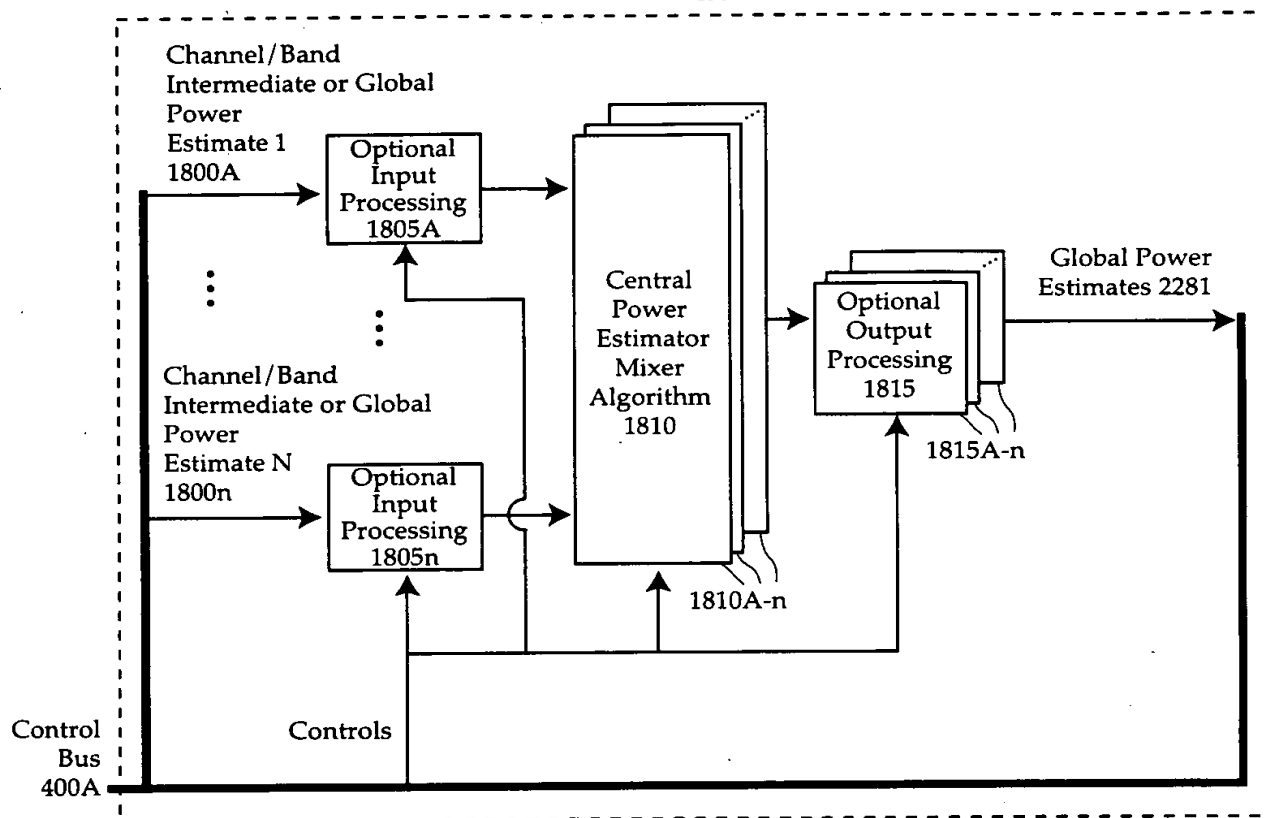 Channel/Band
Intermediate or Global
Power
Estimate 1
1800A
Optional
Input
Processing
1805A
Channel/Band
Intermediate or Global
Power
Estimate N
1800n
Optional
Input
Processing
1805n
Central
Power
Estimator
Mixer
Algorithm
1810
1810A-n
Optional
Output
Processing
1815
1815A-n
Global Power
Estimates 2281
Controls
Control
Bus
400A